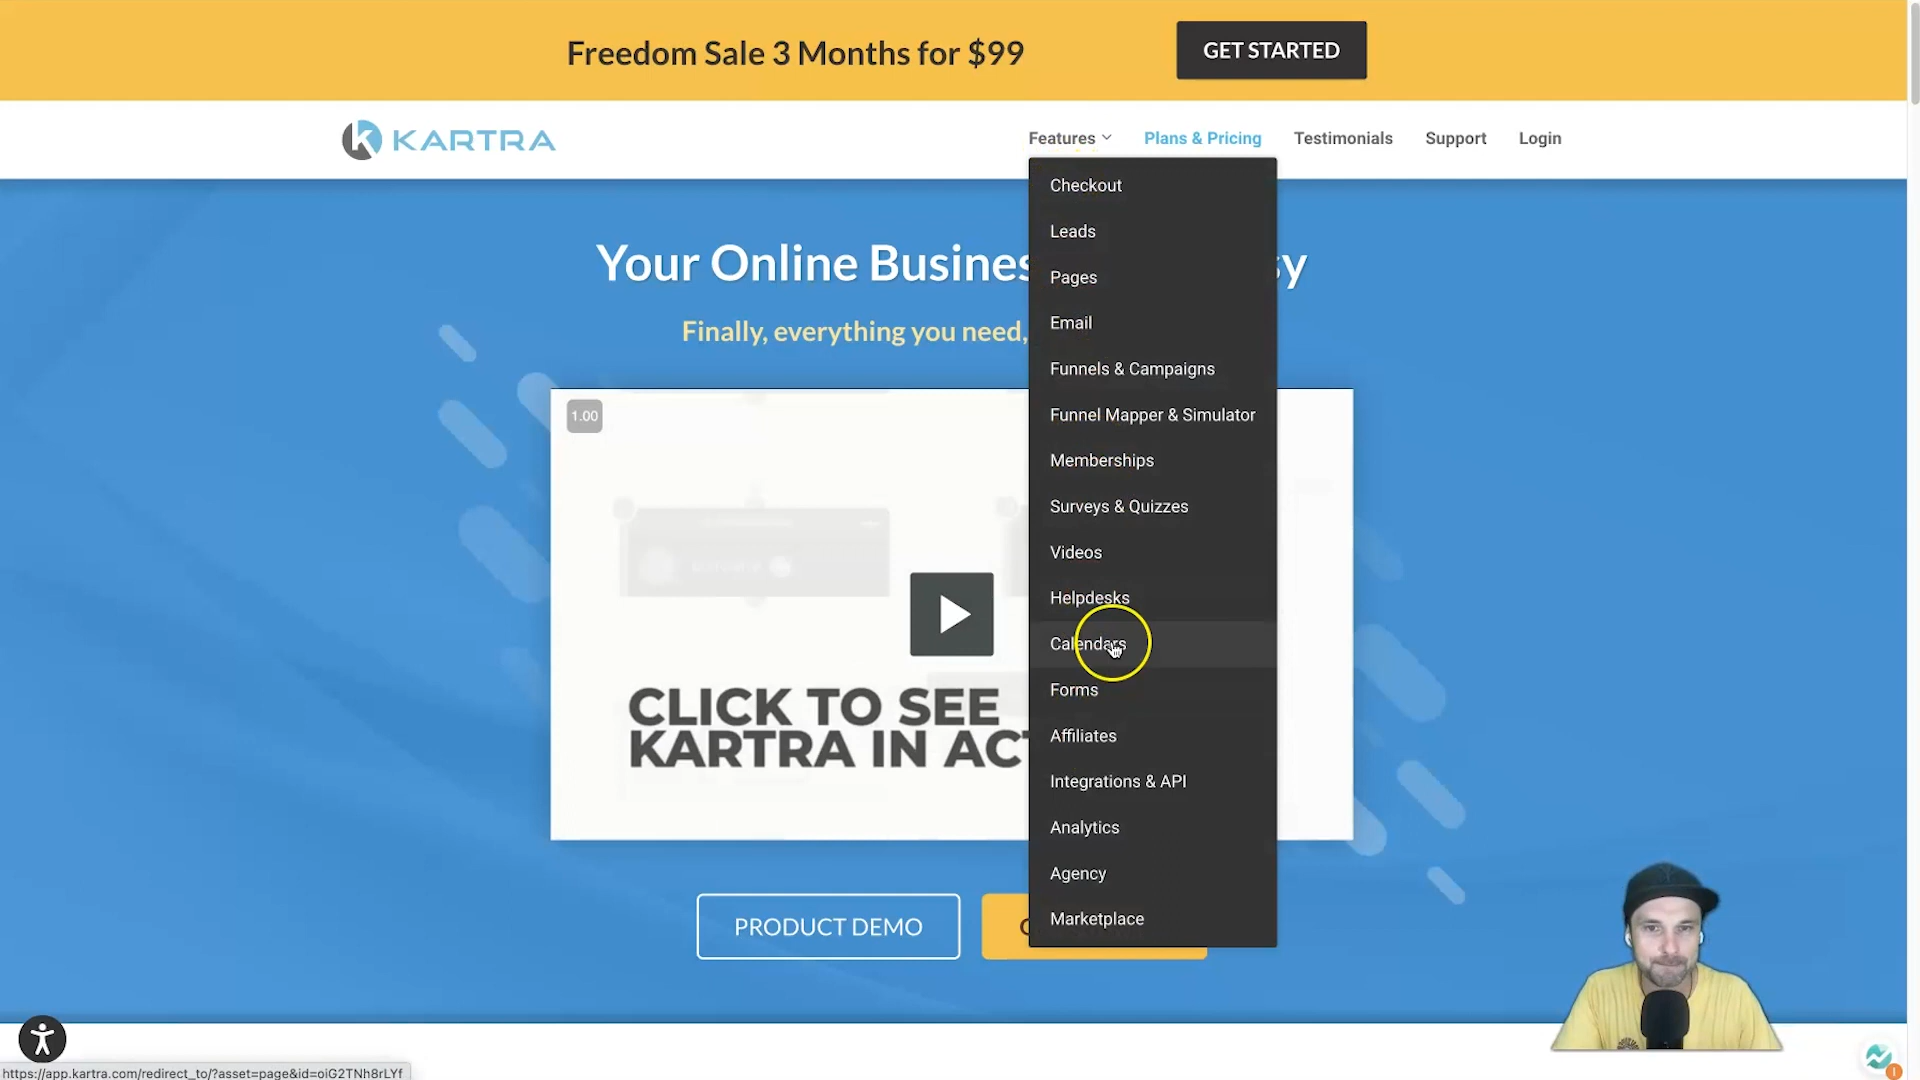 Freedom Sale 3 Months for $99
GET STARTED
KARTRA
Features
Plans & Pricing
Testimonials
Support
Login
Checkout
Leads
Pages
Email
Funnels & Campaigns
Funnel Mapper & Simulator
Memberships
Surveys & Quizzes
Videos
Helpdesks
Calendars
Forms
Affiliates
Integrations & API
Analytics
Agency
Marketplace
Your Online Busines
sy
Finally, everything you need,
1.00
CLICK TO SEE
KARTRA IN AC
PRODUCT DEMO
https://app.kartra.com/redirect_to/?asset=page&id=oiG2TNh8rLYf